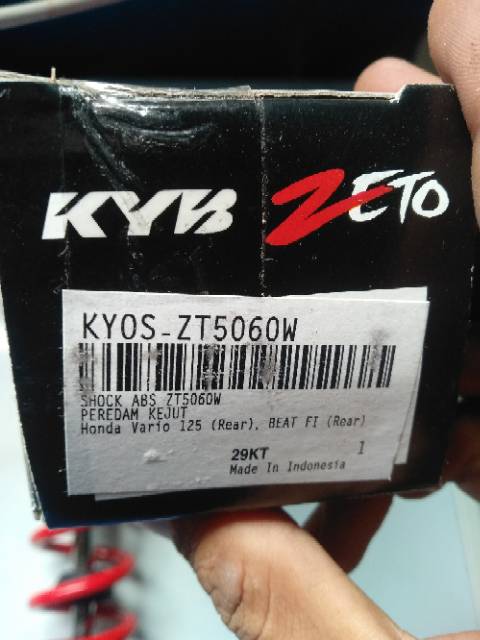 KYB ZETO
KYOS-ZT5060W
SHOCK ABS ZT5060W
PEREDAM KEJUT
Honda Vario 125 (Rear), BEAT FI (Rear)
29KT 1
Made In Indonesia